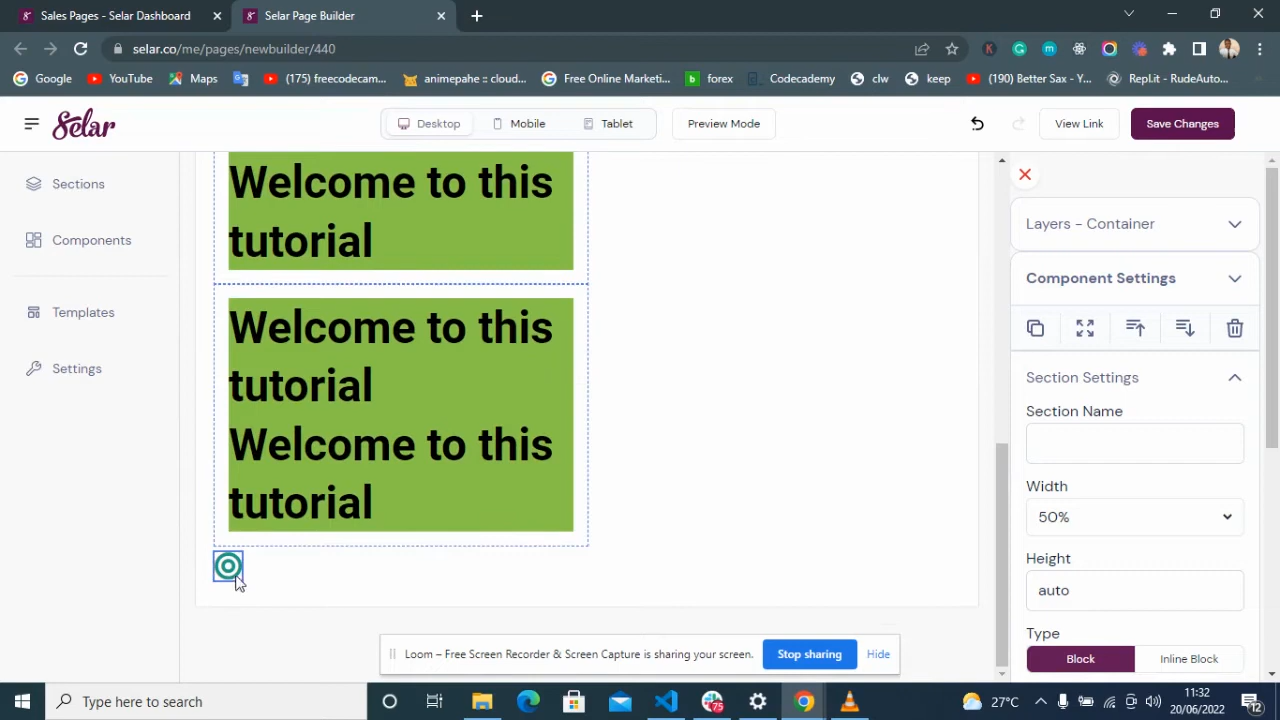 Sales Pages - Selar Dashboard
Selar Page Builder
selar.co/me/pages/newbuilder/440
Google
YouTube
Maps
(175) freecodecam...
animepahe :: cloud...
Free Online Marketi...
forex
Codecademy
clw
keep
(190) Better Sax - Y...
Repl.it - RudeAuto...
Selar
Desktop
Mobile
Tablet
Preview Mode
View Link
Save Changes
Sections
Components
Templates
Settings
Welcome to this
tutorial
Welcome to this
tutorial
Welcome to this
tutorial
Layers - Container
Component Settings
Section Settings
Section Name
Width
50%
Height
auto
Type
Block
Inline Block
Loom – Free Screen Recorder & Screen Capture is sharing your screen.
Stop sharing
Hide
Type here to search
75
27°C
11:32
20/06/2022
12